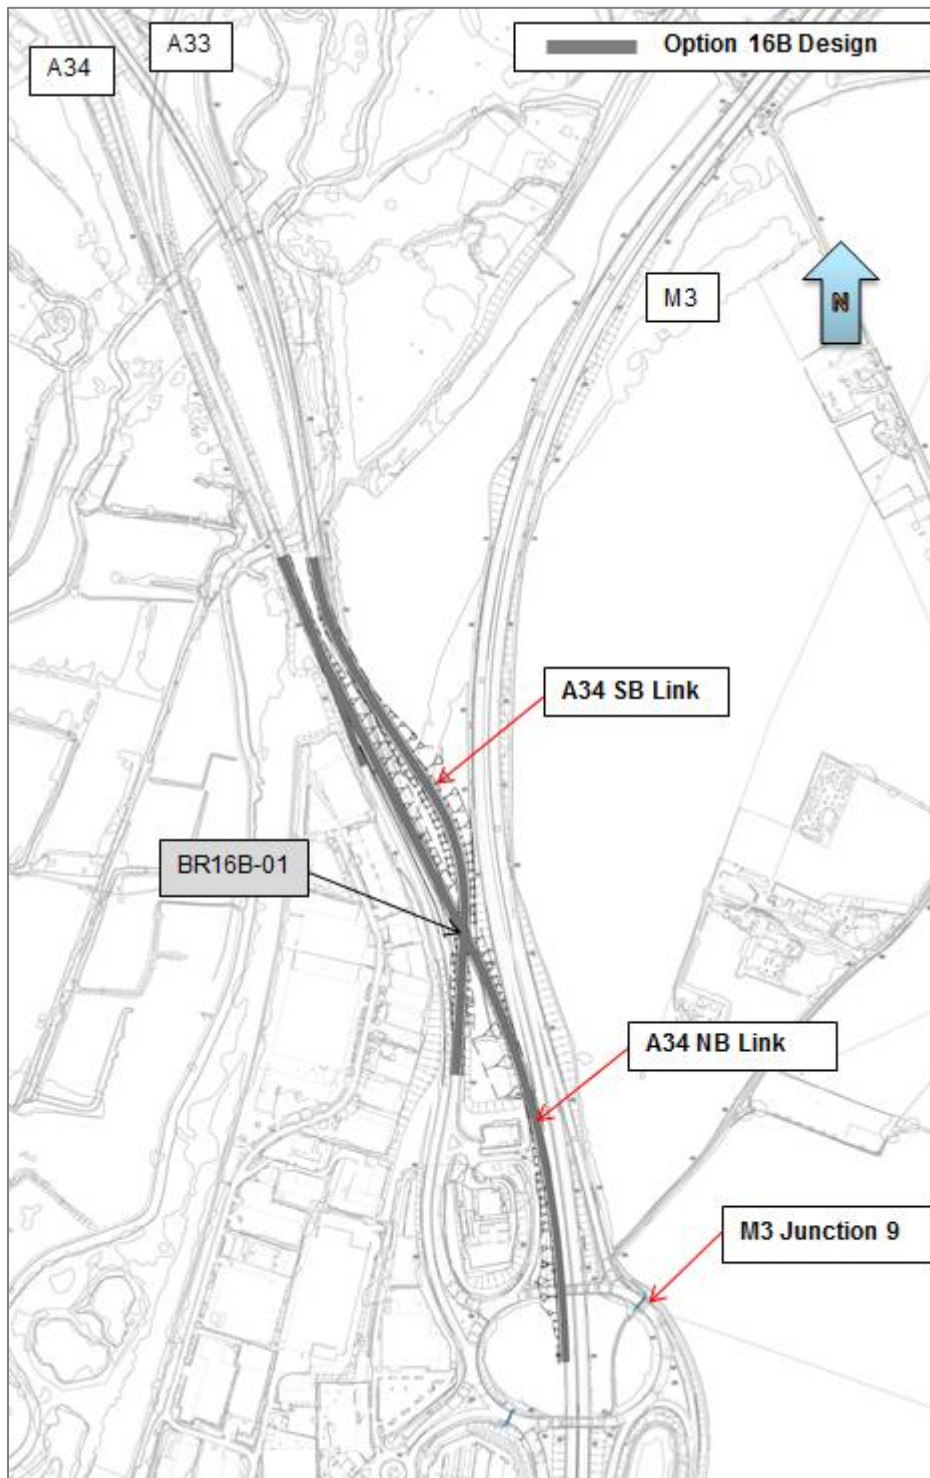 A33
Option 16B Design
A34
M3
N
A34 SB Link
BR16B-01
A34 NB Link
M3 Junction 9